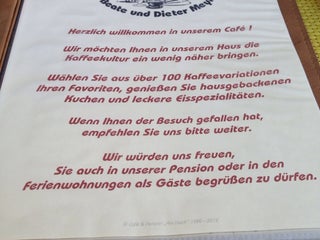 Beate und Dieter
Herzlich willkommen in unserem Café !
Wir möchten Ihnen in unserem Haus die
Kaffeekultur ein wenig näher bringen.
Wählen Sie aus über 100 Kaffeevariationen
Ihren Favoriten, genießen Sie hausgebackenen
Kuchen und leckere Eisspezialitäten.
Wenn Ihnen der Besuch gefallen hat,
empfehlen Sie uns bitte weiter.
Wir würden uns freuen,
Sie auch in unserer Pension oder in den
Ferienwohnungen als Gäste begrüßen zu dürfen.